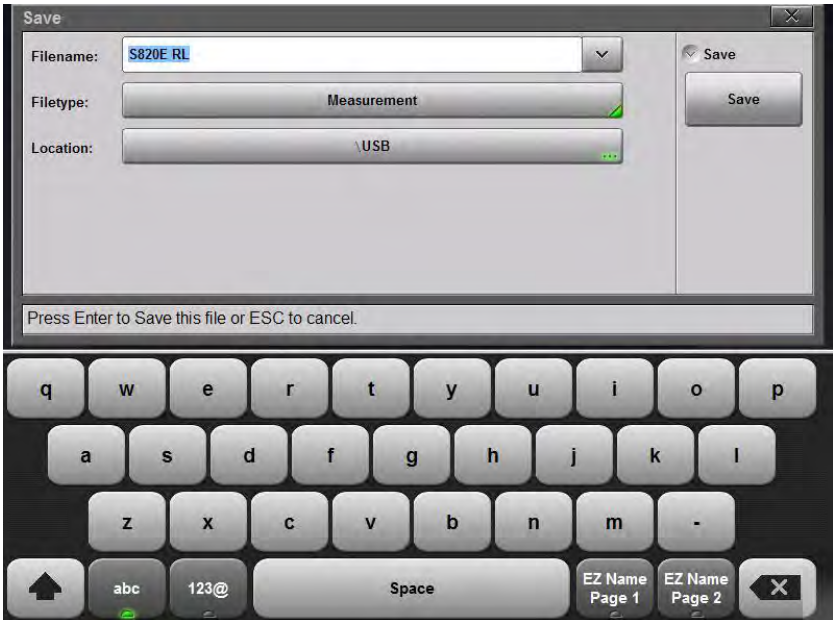 Save
Filename: S820E RL
Save
Filetype: Measurement
Save
Location: \USB
...
Press Enter to Save this file or ESC to cancel.
q w e r t y u i o p
a s d f g h j k l
z x c v b n m -
abc 123@ Space EZ Name Page 1 EZ Name Page 2